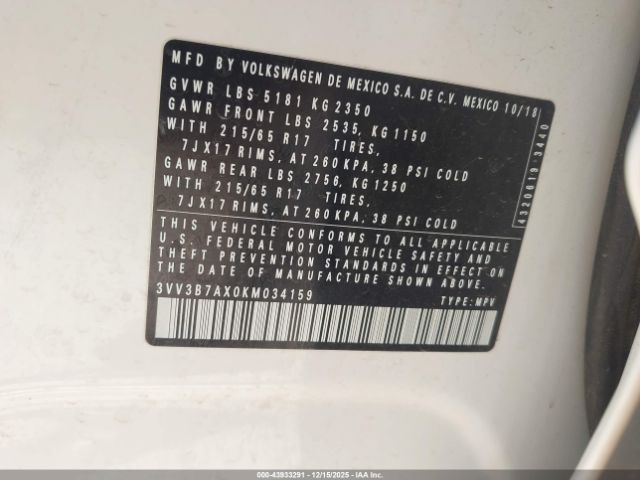 MFD BY VOLKSWAGEN DE MEXICO S.A. DE C.V. MEXICO 10/18
GVWR LBS 5181 KG 2350
GAWR FRONT LBS 2535, KG 1150
WITH 215/65 R17 TIRES,
7JX17 RIMS, AT 260 KPA, 38 PSI COLD
GAWR REAR LBS 2756, KG 1250
WITH 215/65 R17 TIRES.
7JX17 RIMS, AT 260 KPA, 38 PSI COLD
4320619-3440
THIS VEHICLE CONFORMS TO ALL APPLICABLE
U.S. FEDERAL MOTOR VEHICLE SAFETY AND
THEFT PREVENTION STANDARDS IN EFFECT ON
THE DATE OF MANUFACTURE SHOWN ABOVE.
3VV3B7AX0KM034159 TYPE: MPV
000-43933291 - 12/15/2025 - IAAI.COM